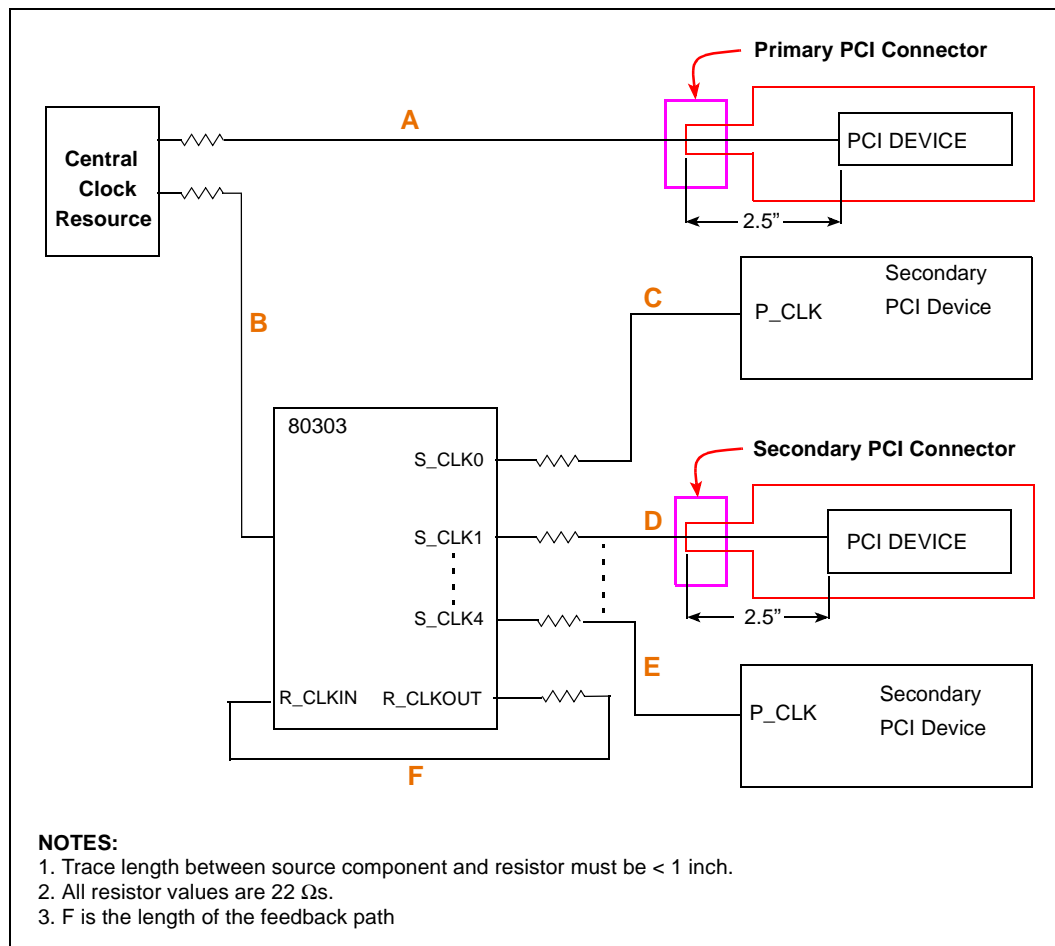 Primary PCI Connector
A
Central
Clock
Resource
PCI DEVICE
2.5”
B
C
Secondary
PCI Device
P_CLK
80303
S_CLK0
Secondary PCI Connector
D
S_CLK1
PCI DEVICE
2.5”
S_CLK4
E
R_CLKIN
R_CLKOUT
Secondary
PCI Device
P_CLK
F
NOTES:
1. Trace length between source component and resistor must be < 1 inch.
2. All resistor values are 22 Ωs.
3. F is the length of the feedback path